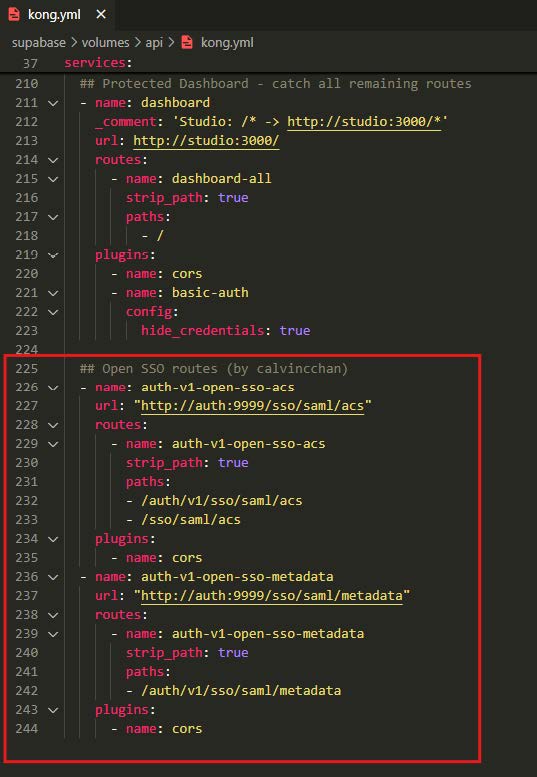 kong.yml
supabase > volumes > api > kong.yml
37 services:
210 ## Protected Dashboard - catch all remaining routes
211 - name: dashboard
212 _comment: 'Studio: /* -> http://studio:3000/*'
213 url: http://studio:3000/
214 routes:
215 - name: dashboard-all
216 strip_path: true
217 paths:
218 - /
219 plugins:
220 - name: cors
221 - name: basic-auth
222 config:
223 hide_credentials: true
224
225 ## Open SSO routes (by calvincchan)
226 - name: auth-v1-open-sso-acs
227 url: "http://auth:9999/sso/saml/acs"
228 routes:
229 - name: auth-v1-open-sso-acs
230 strip_path: true
231 paths:
232 - /auth/v1/sso/saml/acs
233 - /sso/saml/acs
234 plugins:
235 - name: cors
236 - name: auth-v1-open-sso-metadata
237 url: "http://auth:9999/sso/saml/metadata"
238 routes:
239 - name: auth-v1-open-sso-metadata
240 strip_path: true
241 paths:
242 - /auth/v1/sso/saml/metadata
243 plugins:
244 - name: cors